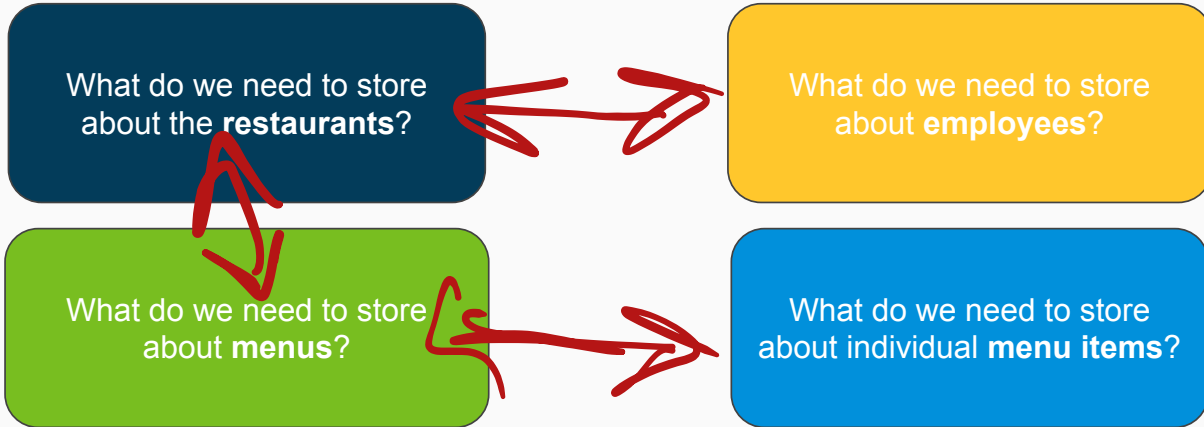 What do we need to store
about the restaurants?
What do we need to store
about employees?
What do we need to store
about menus?
What do we need to store
about individual menu items?